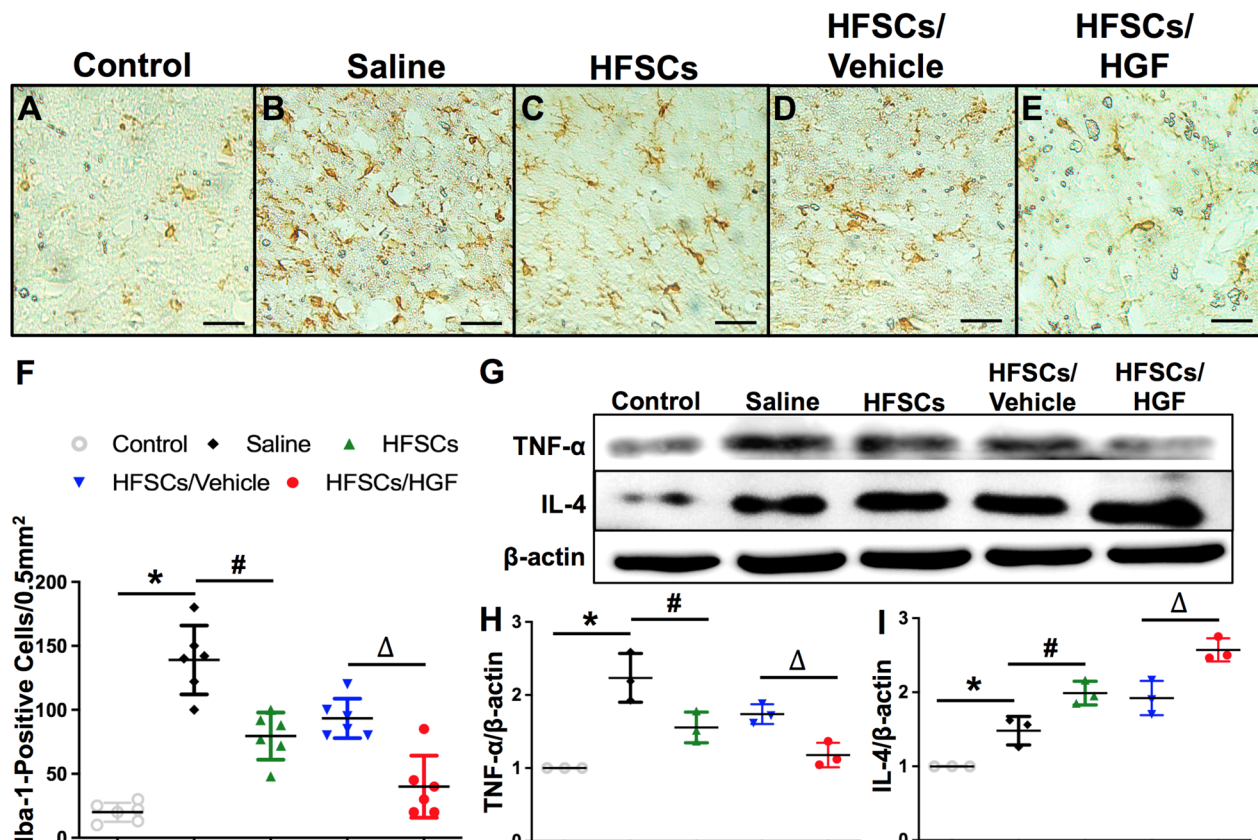 Control
Saline
HFSCs
HFSCs/
Vehicle
HFSCs/
HGF
A
B
C
D
E
F
Control
Saline
HFSCs
HFSCs/Vehicle
HFSCs/HGF
Iba-1-Positive Cells/0.5mm²
200
150
100
50
0
*
#
Δ
G
Control
Saline
HFSCs
HFSCs/
Vehicle
HFSCs/
HGF
TNF-α
IL-4
β-actin
H
TNF-α/β-actin
3
2
1
0
*
#
Δ
I
IL-4/β-actin
3
2
1
0
*
#
Δ